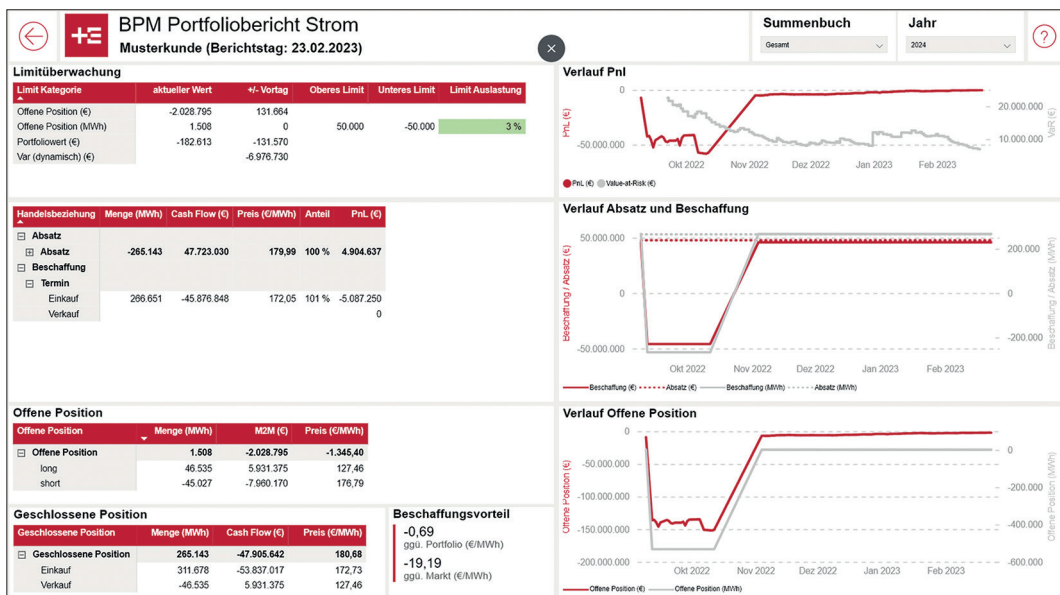 BPM Portfoliobericht Strom
Musterkunde (Berichtstag: 23.02.2023)
Summenbuch
Gesamt
Jahr
2024
?
+E
Limitüberwachung
Limit Kategorie aktueller Wert +/- Vortag Oberes Limit Unteres Limit Limit Auslastung
Offene Position (€) -2.028.795 131.664
Offene Position (MWh) 1.508 0 50.000 -50.000 3 %
Portfoliowert (€) -182.613 -131.570
Var (dynamisch) (€) -6.976.730
Handelsbeziehung Menge (MWh) Cash Flow (€) Preis (€/MWh) Anteil PnL (€)
Absatz
Absatz -265.143 47.723.030 179,99 100 % 4.904.637
Beschaffung
Termin
Einkauf 266.651 -45.876.848 172,05 101 % -5.087.250
Verkauf 0
Offene Position
Offene Position Menge (MWh) M2M (€) Preis (€/MWh)
Offene Position 1.508 -2.028.795 -1.345,40
long 46.535 5.931.375 127,46
short -45.027 -7.960.170 176,79
Geschlossene Position
Geschlossene Position Menge (MWh) Cash Flow (€) Preis (€/MWh)
Geschlossene Position 265.143 -47.905.642 180,68
Einkauf 311.678 -53.837.017 172,73
Verkauf -46.535 5.931.375 127,46
Beschaffungsvorteil
-0,69
ggü. Portfolio (€/MWh)
-19,19
ggü. Markt (€/MWh)
Verlauf Pnl
PnL (€)
0
-50.000.000
20.000.000
10.000.000
VaR (€)
Okt 2022 Nov 2022 Dez 2022 Jan 2023 Feb 2023
PnL (€) Value-at-Risk (€)
Verlauf Absatz und Beschaffung
Beschaffung / Absatz (€)
50.000.000
0
-50.000.000
200.000
0
-200.000
Beschaffung / Absatz (MWh)
Okt 2022 Nov 2022 Dez 2022 Jan 2023 Feb 2023
Beschaffung (€) Absatz (€) Beschaffung (MWh) Absatz (MWh)
Verlauf Offene Position
Offene Position (€)
0
-50.000.000
-100.000.000
-150.000.000
-200.000.000
0
-200.000
-400.000
-600.000
Offene Position (MWh)
Okt 2022 Nov 2022 Dez 2022 Jan 2023 Feb 2023
Offene Position (€) Offene Position (MWh)